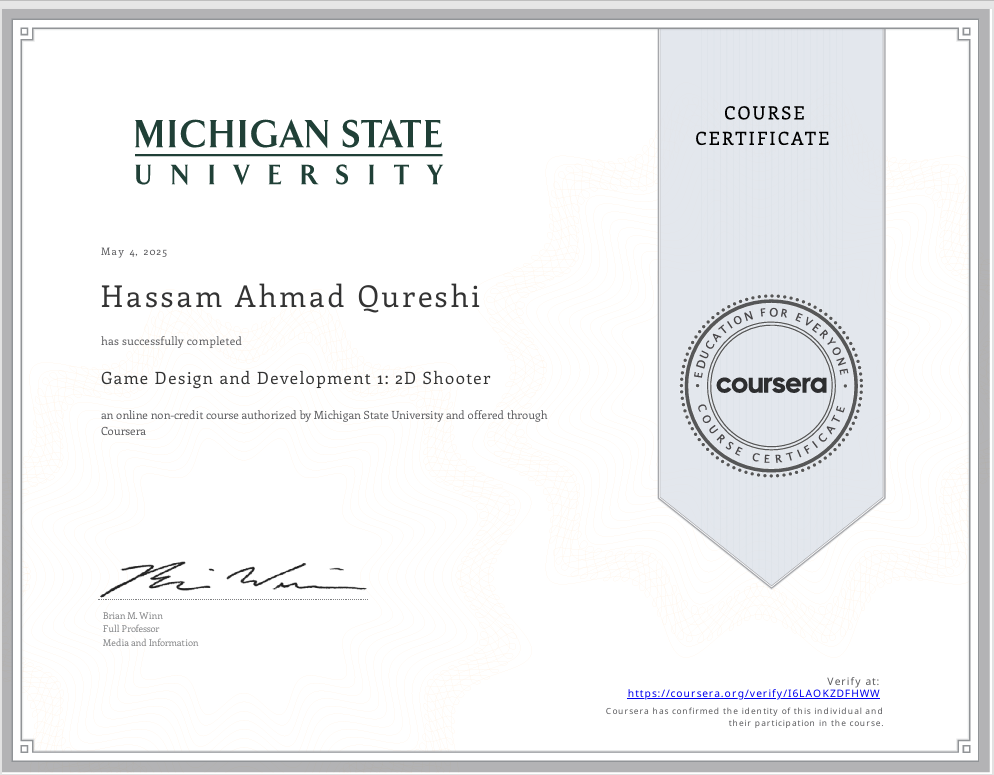 MICHIGAN STATE
UNIVERSITY
COURSE
CERTIFICATE
May 4, 2025
Hassam Ahmad Qureshi
has successfully completed
Game Design and Development 1: 2D Shooter
an online non-credit course authorized by Michigan State University and offered through
Coursera
EDUCATION FOR EVERYONE
coursera
COURSE CERTIFICATE
Brian M. Winn
Full Professor
Media and Information
Verify at:
https://coursera.org/verify/I6LAOKZDFHWW
Coursera has confirmed the identity of this individual and
their participation in the course.